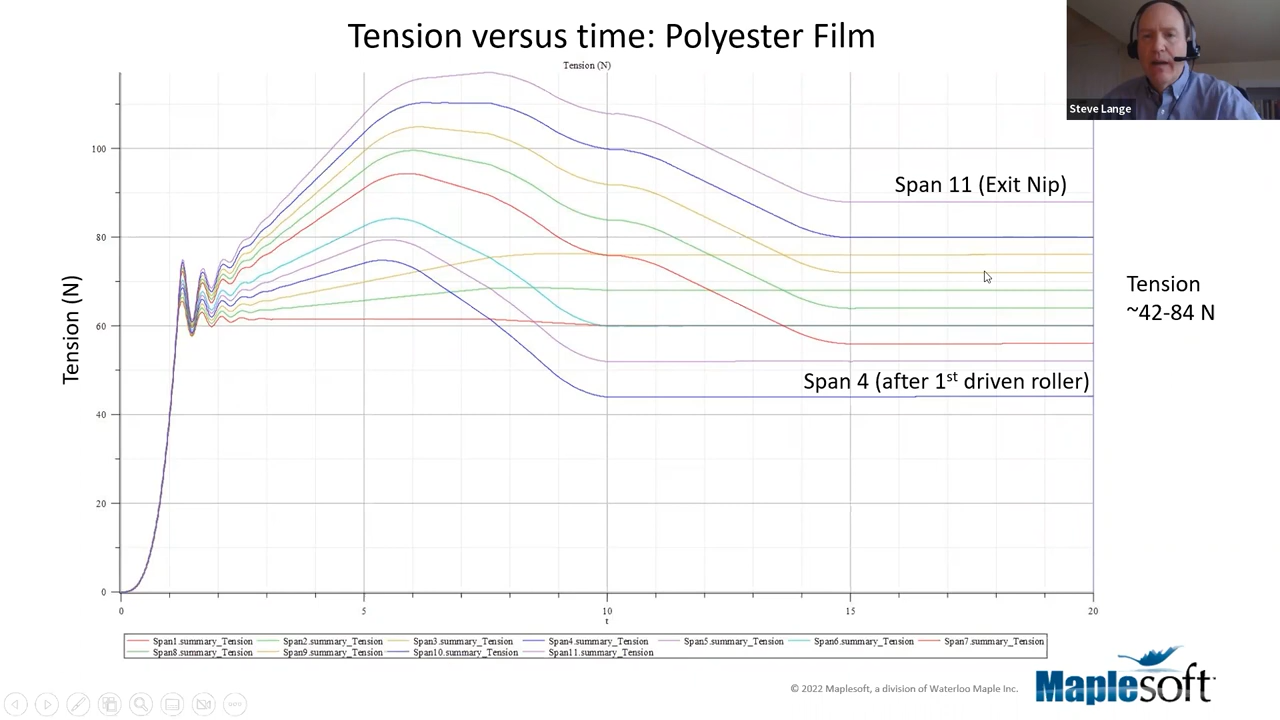 Tension versus time: Polyester Film
Steve Lange
Tension (N)
Tension (N)
100
80
60
40
20
0
0
5
10
15
20
t
Span 11 (Exit Nip)
Span 4 (after 1st driven roller)
Tension
~42-84 N
Span1.summary_Tension Span2.summary_Tension Span3.summary_Tension Span4.summary_Tension Span5.summary_Tension Span6.summary_Tension Span7.summary_Tension
Span8.summary_Tension Span9.summary_Tension Span10.summary_Tension Span11.summary_Tension
© 2022 Maplesoft, a division of Waterloo Maple Inc.
Maplesoft